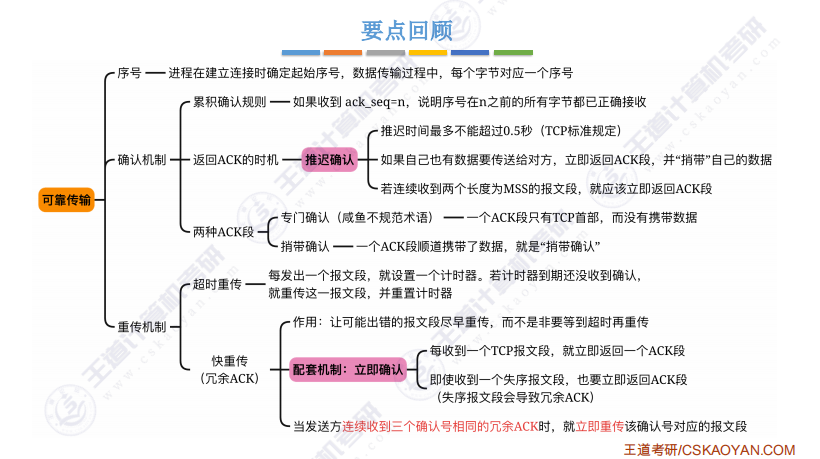 要点回顾
可靠传输
序号
进程在建立连接时确定起始序号，数据传输过程中，每个字节对应一个序号
确认机制
累积确认规则
如果收到 ack_seq=n，说明序号在n之前的所有字节都已正确接收
返回ACK的时机
推迟确认
推迟时间最多不能超过0.5秒（TCP标准规定）
如果自己也有数据要传送给对方，立即返回ACK段，并“捎带”自己的数据
若连续收到两个长度为MSS的报文段，就应该立即返回ACK段
两种ACK段
专门确认（咸鱼不规范术语）
一个ACK段只有TCP首部，而没有携带数据
捎带确认
一个ACK段顺道携带了数据，就是“捎带确认”
重传机制
超时重传
每发出一个报文段，就设置一个计时器。若计时器到期还没收到确认，
就重传这一报文段，并重置计时器
快重传
（冗余ACK）
作用：让可能出错的报文段尽早重传，而不是非要等到超时再重传
配套机制：立即确认
每收到一个TCP报文段，就立即返回一个ACK段
即使收到一个失序报文段，也要立即返回ACK段
（失序报文段会导致冗余ACK）
当发送方连续收到三个确认号相同的冗余ACK时，就立即重传该确认号对应的报文段
王道计算机考研
www.cskaoyan.com
王道考研/CSKAOYAN.COM